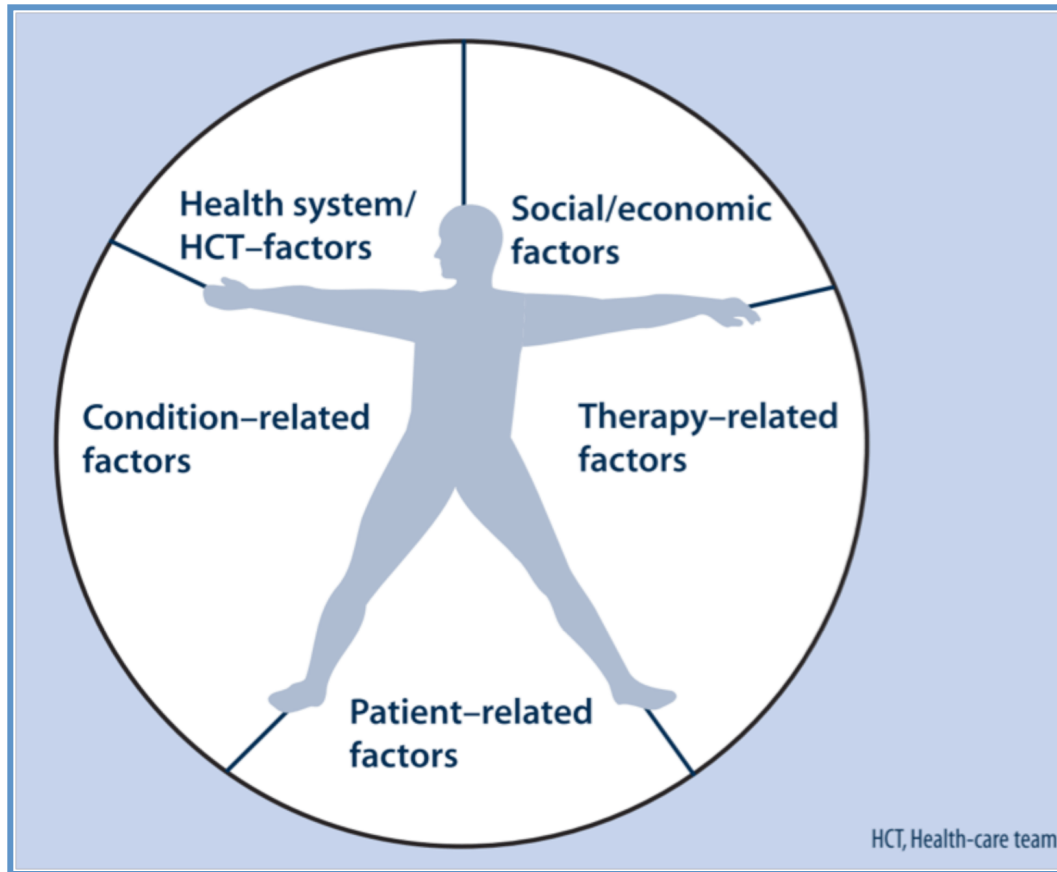 Health system/
HCT–factors
Social/economic
factors
Condition–related
factors
Therapy–related
factors
Patient–related
factors
HCT, Health-care team